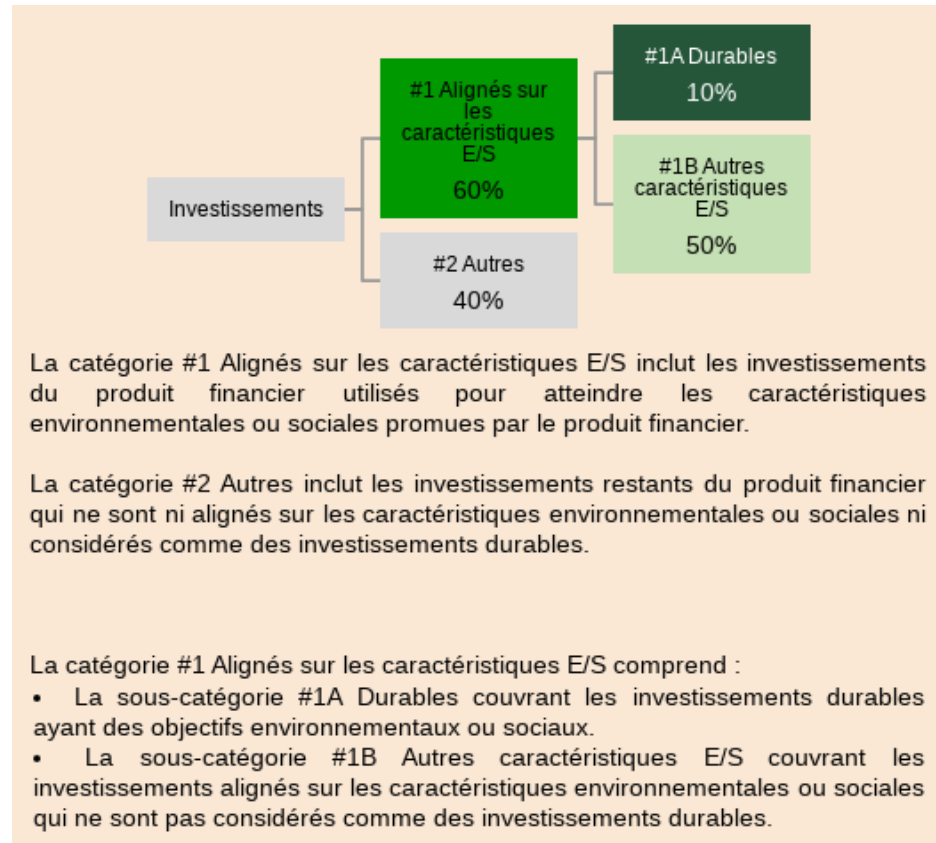 #1A Durables
10%
#1 Alignés sur
les
caractéristiques
E/S
60%
#1B Autres
caractéristiques
E/S
50%
Investissements
#2 Autres
40%
La catégorie #1 Alignés sur les caractéristiques E/S inclut les investissements
du produit financier utilisés pour atteindre les caractéristiques
environnementales ou sociales promues par le produit financier.
La catégorie #2 Autres inclut les investissements restants du produit financier
qui ne sont ni alignés sur les caractéristiques environnementales ou sociales ni
considérés comme des investissements durables.
La catégorie #1 Alignés sur les caractéristiques E/S comprend :
• La sous-catégorie #1A Durables couvrant les investissements durables
ayant des objectifs environnementaux ou sociaux.
• La sous-catégorie #1B Autres caractéristiques E/S couvrant les
investissements alignés sur les caractéristiques environnementales ou sociales
qui ne sont pas considérés comme des investissements durables.